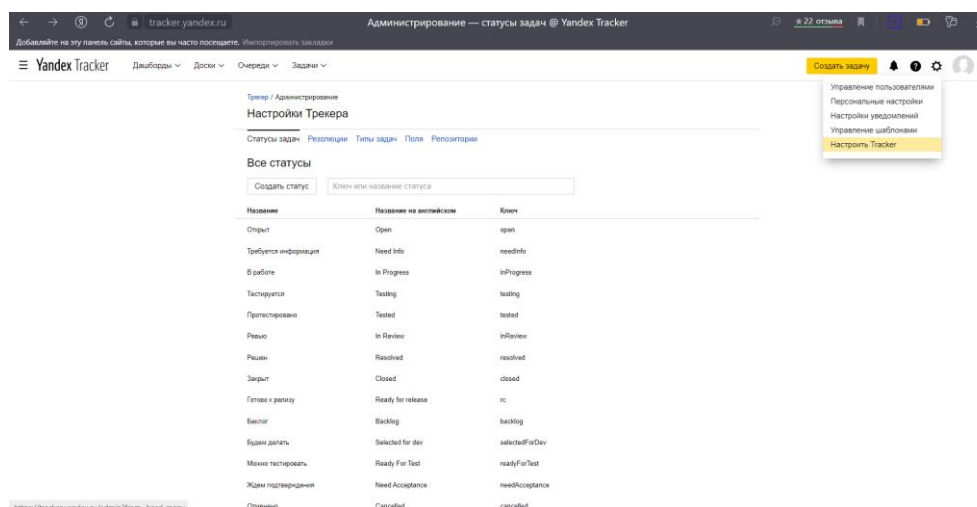 tracker.yandex.ru Администрирование — статусы задач @ Yandex Tracker ★22 отзыва
Добавляйте на эту панель сайты, которые вы часто посещаете. Импортировать закладки
Yandex Tracker Дашборды Доски Очереди Задачи Создать задачу
Управление пользователями
Персональные настройки
Настройки уведомлений
Управление шаблонами
Настроить Tracker
Трекер / Администрирование
Настройки Трекера
Статусы задач Резолюции Типы задач Поля Репозитории
Все статусы
Создать статус Ключ или название статуса
Название Название на английском Ключ
Открыт Open open
Требуется информация Need Info needInfo
В работе In Progress inProgress
Тестируется Testing testing
Протестировано Tested tested
Ревью In Review inReview
Решен Resolved resolved
Закрыт Closed closed
Готово к релизу Ready for release rc
Беклог Backlog backlog
Будем делать Selected for dev selectedForDev
Можно тестировать Ready For Test readyForTest
Ждем подтверждения Need Acceptance needAcceptance
Отменено Cancelled cancelled